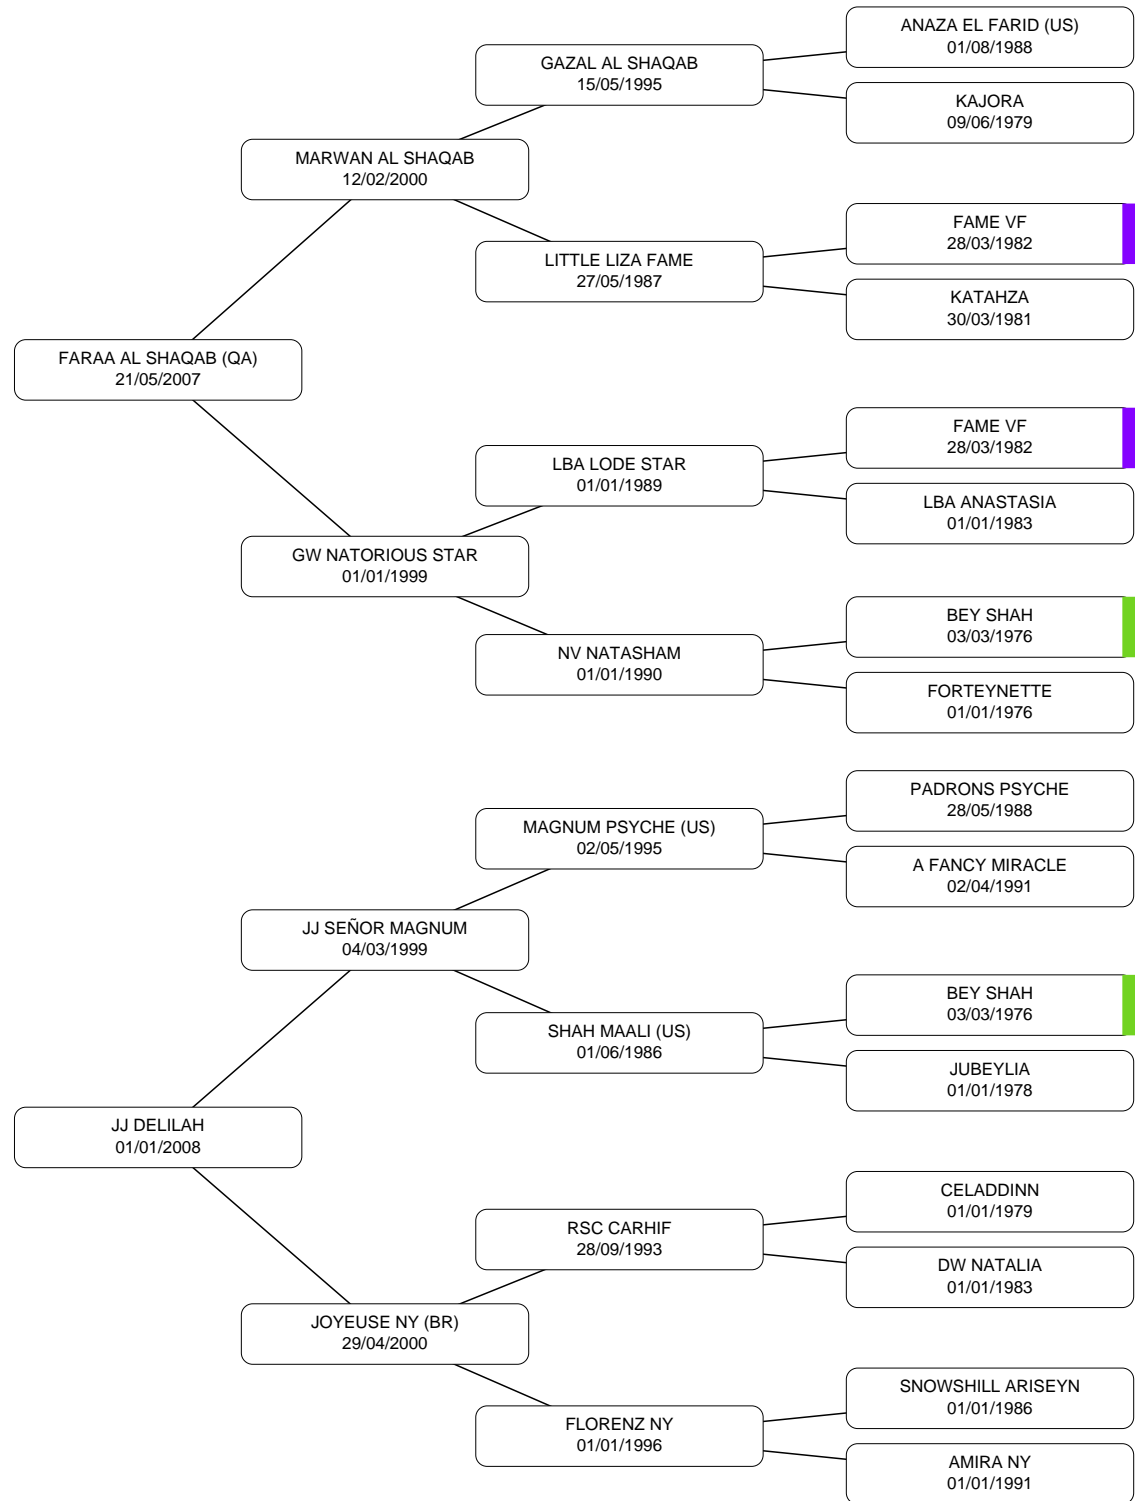 ANAZA EL FARID (US)
01/08/1988
GAZAL AL SHAQAB
15/05/1995
KAJORA
09/06/1979
MARWAN AL SHAQAB
12/02/2000
FAME VF
28/03/1982
LITTLE LIZA FAME
27/05/1987
KATAHZA
30/03/1981
FARAA AL SHAQAB (QA)
21/05/2007
FAME VF
28/03/1982
LBA LODE STAR
01/01/1989
LBA ANASTASIA
01/01/1983
GW NATORIOUS STAR
01/01/1999
BEY SHAH
03/03/1976
NV NATASHAM
01/01/1990
FORTEYNETTE
01/01/1976
PADRONS PSYCHE
28/05/1988
MAGNUM PSYCHE (US)
02/05/1995
A FANCY MIRACLE
02/04/1991
JJ SEÑOR MAGNUM
04/03/1999
BEY SHAH
03/03/1976
SHAH MAALI (US)
01/06/1986
JUBEYLIA
01/01/1978
JJ DELILAH
01/01/2008
CELADDINN
01/01/1979
RSC CARHIF
28/09/1993
DW NATALIA
01/01/1983
JOYEUSE NY (BR)
29/04/2000
SNOWSHILL ARISEYN
01/01/1986
FLORENZ NY
01/01/1996
AMIRA NY
01/01/1991